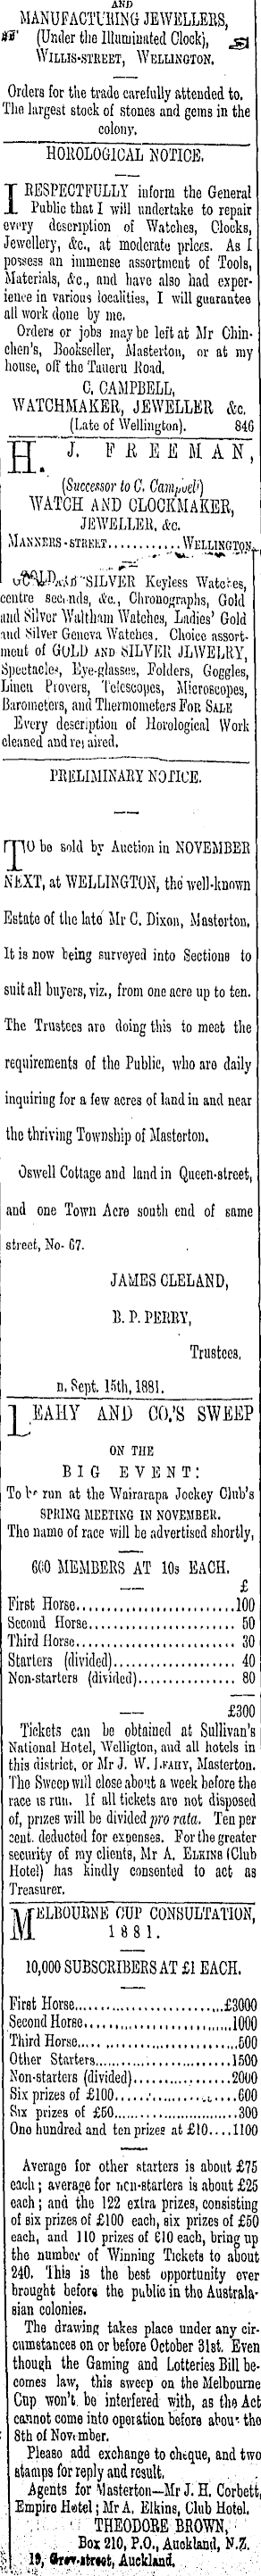 AND
MANUFACTURING JEWELLERS,
(Under the Illuminated Clock),
WILLIS-STREET, WELLINGTON.
Orders for the trade carefully attended to.
The largest stock of stones and gems in the
colony.
HOROLOGICAL NOTICE.
I RESPECTFULLY inform the General
Public that I will undertake to repair
every description of Watches, Clocks,
Jewellery, &c., at moderate prices. As I
possess an immense assortment of Tools,
Materials, &c., and have also had exper-
ience in various localities, I will guarantee
all work done by me.
Orders or jobs may be left at Mr Chin-
chen's, Bookseller, Masterton, or at my
house, off the Taueru Road.
C. CAMPBELL,
WATCHMAKER, JEWELLER &c.
(Late of Wellington). 846
H. J. FREEMAN,
(Successor to C. Campbell)
WATCH AND CLOCKMAKER,
JEWELLER, &c.
MANNERS-STREET...........WELLINGTON.
GOLD AND SILVER Keyless Watches,
centre seconds, &c., Chronographs, Gold
and Silver Waltham Watches, Ladies' Gold
and Silver Geneva Watches. Choice assort-
ment of GOLD AND SILVER JEWELRY,
Spectacles, Eye-glasses, Folders, Goggles,
Linen Provers, Telescopes, Microscopes,
Barometers, and Thermometers FOR SALE
Every description of Horological Work
cleaned and repaired.
PRELIMINARY NOTICE.
TO be sold by Auction in NOVEMBER
NEXT, at WELLINGTON, the well-known
Estate of the late Mr C. Dixon, Masterton.
It is now being surveyed into Sections to
suit all buyers, viz., from one acre up to ten.
The Trustees are doing this to meet the
requirements of the Public, who are daily
inquiring for a few acres of land in and near
the thriving Township of Masterton.
Oswell Cottage and land in Queen-street,
and one Town Acre south end of same
street, No. 67.
JAMES CLELAND,
B. P. PERRY,
Trustees.
n. Sept. 15th, 1881.
LEAHY AND CO.'S SWEEP
ON THE
BIG EVENT:
To be run at the Wairarapa Jockey Club's
SPRING MEETING IN NOVEMBER.
The name of race will be advertised shortly,
600 MEMBERS AT 10s EACH.
£
First Horse..............................100
Second Horse............................ 50
Third Horse............................. 30
Starters (divided)...................... 40
Non-starters (divided).................. 80
£300
Tickets can be obtained at Sullivan's
National Hotel, Welligton, and all hotels in
this district, or Mr J. W. LEAHY, Masterton.
The Sweep will close about a week before the
race is run. If all tickets are not disposed
of, prizes will be divided pro rata. Ten per
cent. deducted for expenses. For the greater
security of my clients, Mr A. ELKINS (Club
Hotel) has kindly consented to act as
Treasurer.
MELBOURNE CUP CONSULTATION,
1881.
10,000 SUBSCRIBERS AT £1 EACH.
First Horse..............................£3000
Second Horse.............................1000
Third Horse..............................500
Other Starters...........................1500
Non-starters (divided)...................2000
Six prizes of £100.......................600
Six prizes of £50........................300
One hundred and ten prizes at £10....1100
Average for other starters is about £75
each; average for non-starters is about £25
each; and the 122 extra prizes, consisting
of six prizes of £100 each, six prizes of £50
each, and 110 prizes of £10 each, bring up
the number of Winning Tickets to about
240. This is the best opportunity ever
brought before the public in the Australa-
sian colonies.
The drawing takes place under any cir-
cumstances on or before October 31st. Even
though the Gaming and Lotteries Bill be-
comes law, this sweep on the Melbourne
Cup won't be interfered with, as the Act
cannot come into operation before about the
8th of November.
Please add exchange to cheque, and two
stamps for reply and result.
Agents for Masterton—Mr J. H. Corbett,
Empire Hotel; Mr A. Elkins, Club Hotel.
THEODORE BROWN,
Box 210, P.O., Auckland, N.Z.
19, Grey-street, Auckland.